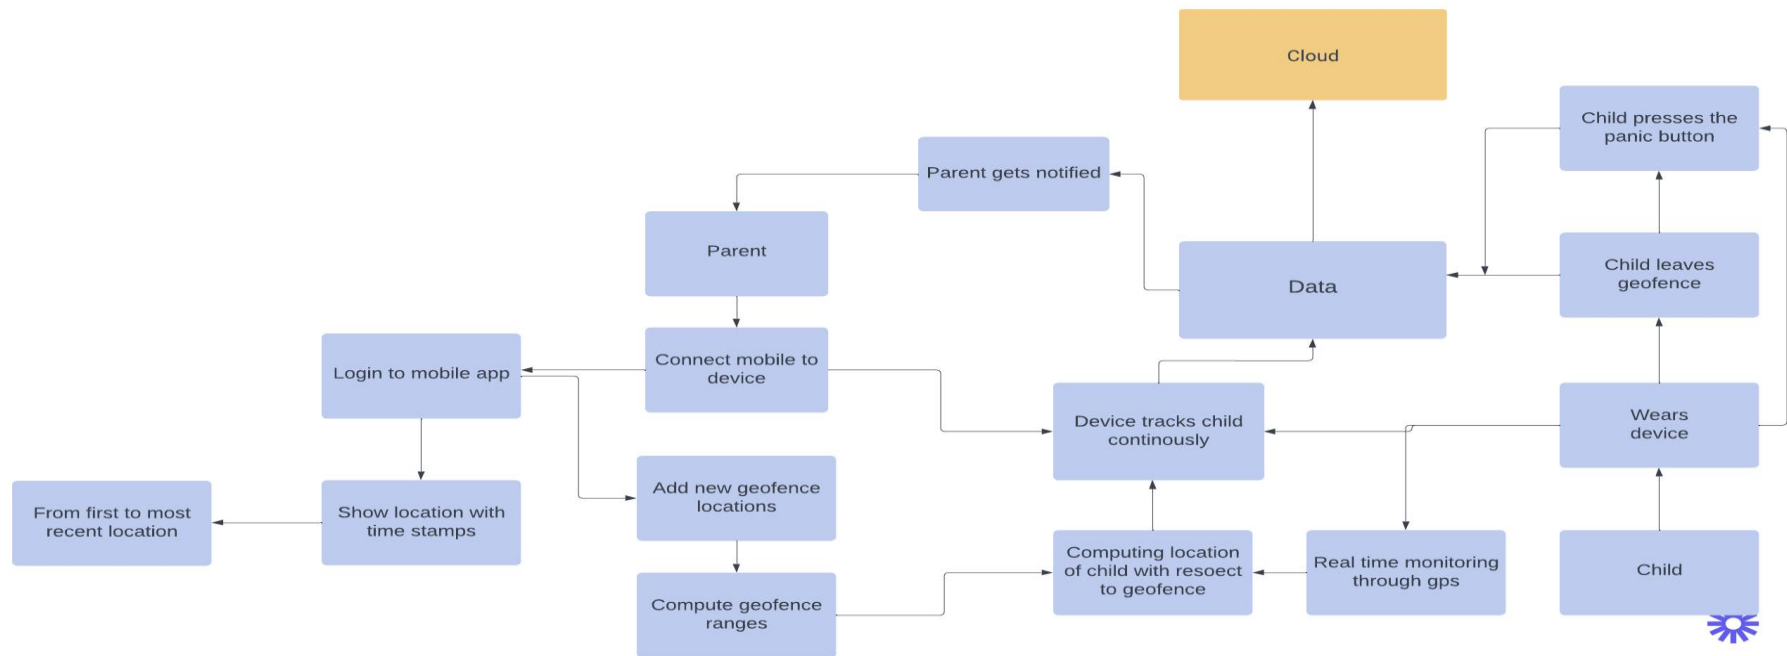 Cloud
Child presses the
panic button
Parent gets notified
Parent
Child leaves
geofence
Data
Login to mobile app
Connect mobile to
device
Device tracks child
continously
Wears
device
From first to most
recent location
Show location with
time stamps
Add new geofence
locations
Computing location
of child with resoect
to geofence
Real time monitoring
through gps
Child
Compute geofence
ranges